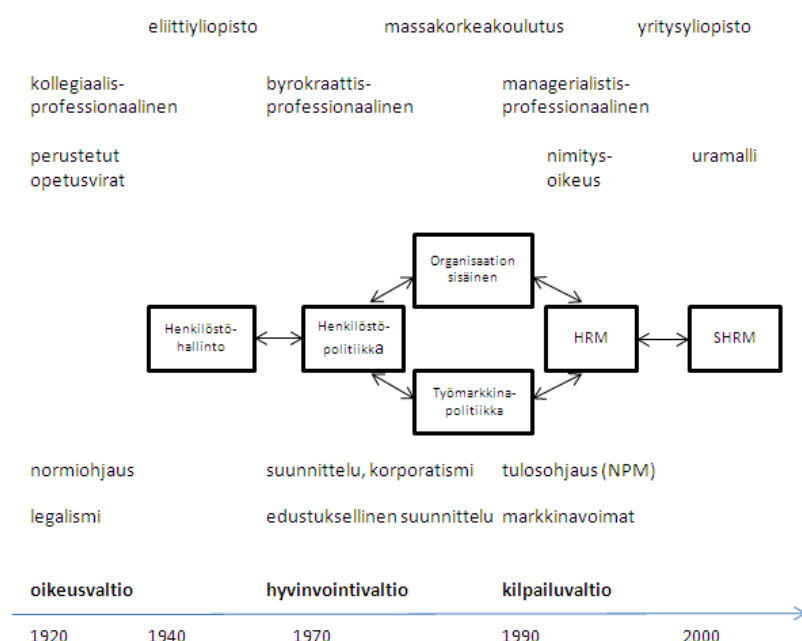 eliittiyliopisto massakorkeakoulutus yritysyliopisto
kollegiaalis- byrokraattis- managerialistis-
professionaalinen professionaalinen professionaalinen
perustetut nimitys- uramalli
opetusvirat oikeus
Organisaation
sisäinen
Henkilöstö-
hallinto
Henkilöstö-
politiikka
HRM
SHRM
Työmarkkina-
politiikka
normiohjaus suunnittelu, korporatismi tulosohjaus (NPM)
legalismi edustuksellinen suunnittelu markkinavoimat
oikeusvaltio hyvinvointivaltio kilpailuvaltio
1920 1940 1970 1990 2000